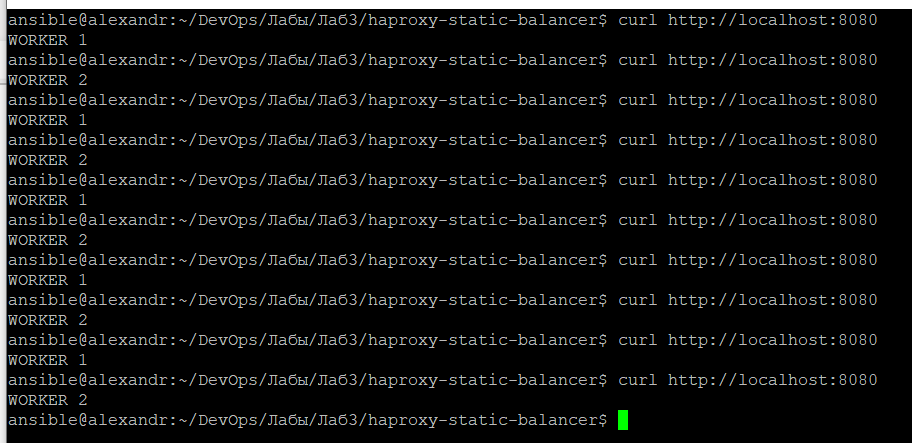 ansible@alexandr:~/DevOps/Лабы/Лаб3/haproxy-static-balancer$ curl http://localhost:8080
WORKER 1
ansible@alexandr:~/DevOps/Лабы/Лаб3/haproxy-static-balancer$ curl http://localhost:8080
WORKER 2
ansible@alexandr:~/DevOps/Лабы/Лаб3/haproxy-static-balancer$ curl http://localhost:8080
WORKER 1
ansible@alexandr:~/DevOps/Лабы/Лаб3/haproxy-static-balancer$ curl http://localhost:8080
WORKER 2
ansible@alexandr:~/DevOps/Лабы/Лаб3/haproxy-static-balancer$ curl http://localhost:8080
WORKER 1
ansible@alexandr:~/DevOps/Лабы/Лаб3/haproxy-static-balancer$ curl http://localhost:8080
WORKER 2
ansible@alexandr:~/DevOps/Лабы/Лаб3/haproxy-static-balancer$ curl http://localhost:8080
WORKER 1
ansible@alexandr:~/DevOps/Лабы/Лаб3/haproxy-static-balancer$ curl http://localhost:8080
WORKER 2
ansible@alexandr:~/DevOps/Лабы/Лаб3/haproxy-static-balancer$ curl http://localhost:8080
WORKER 1
ansible@alexandr:~/DevOps/Лабы/Лаб3/haproxy-static-balancer$ curl http://localhost:8080
WORKER 2
ansible@alexandr:~/DevOps/Лабы/Лаб3/haproxy-static-balancer$